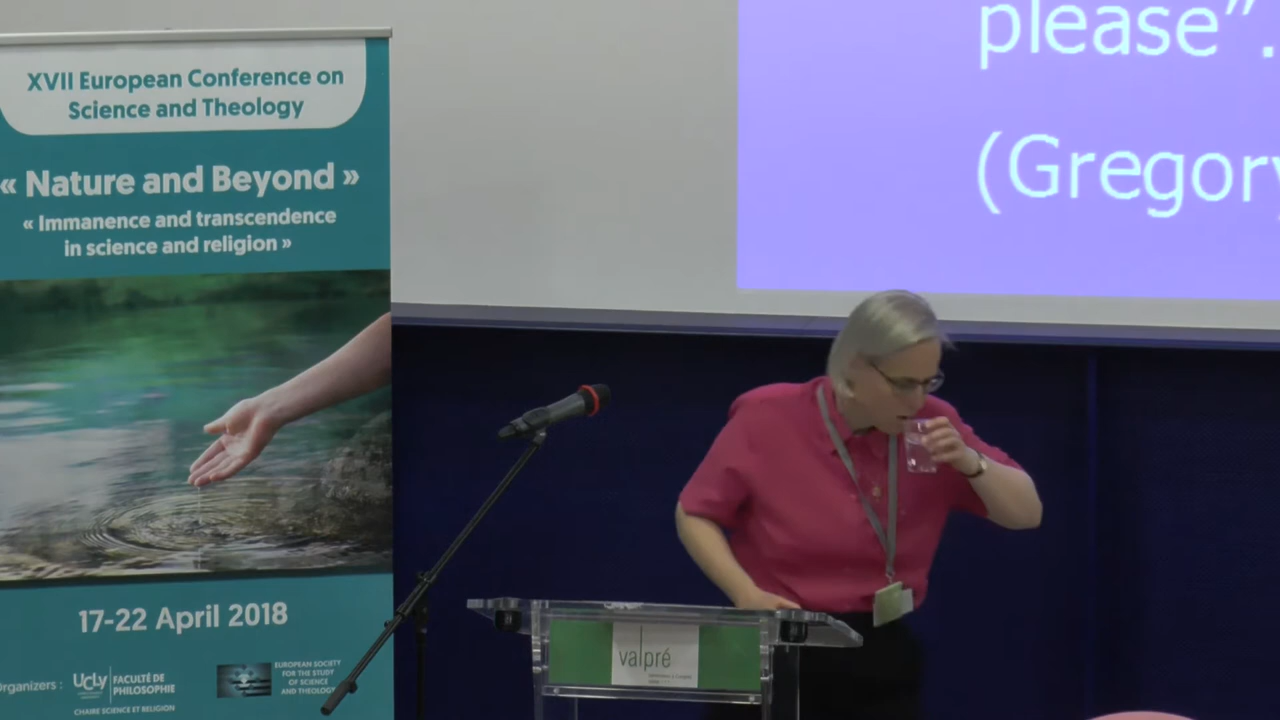 XVII European Conference on
Science and Theology
« Nature and Beyond »
« Immanence and transcendence
in science and religion »
17-22 April 2018
Organizers :
UCLy
FACULTÉ DE
PHILOSOPHIE
CHAIRE SCIENCE ET RELIGION
EUROPEAN SOCIETY
FOR THE STUDY
OF SCIENCE
AND THEOLOGY
please”.
(Gregory
valpré